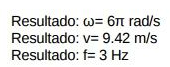 Resultado: ω= 6π rad/s
Resultado: v= 9.42 m/s
Resultado: f= 3 Hz